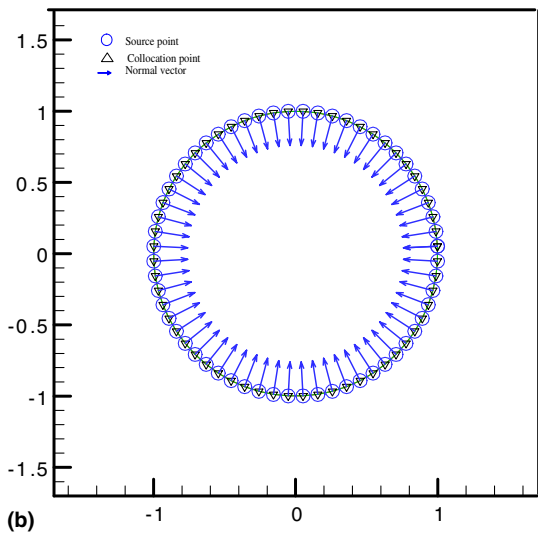 1.5
Source point
Collocation point
Normal vector
1
0.5
0
-0.5
-1
-1.5
-1 0 1
(b)